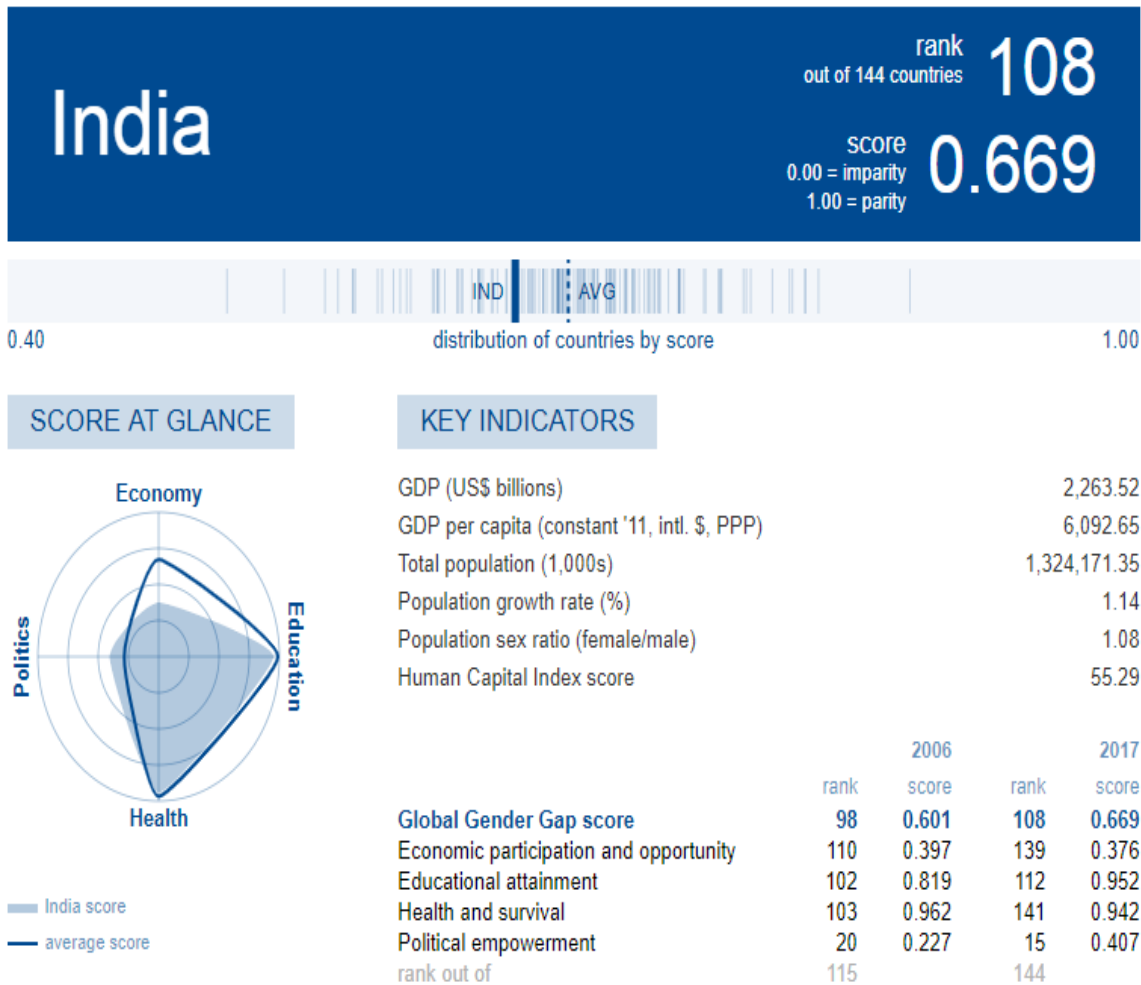 India
rank
out of 144 countries
108
score
0.00 = imparity
1.00 = parity
0.669
IND
AVG
0.40
distribution of countries by score
1.00
SCORE AT GLANCE
Economy
Education
Politics
Health
India score
average score
KEY INDICATORS
GDP (US$ billions) 2,263.52
GDP per capita (constant '11, intl. $, PPP) 6,092.65
Total population (1,000s) 1,324,171.35
Population growth rate (%) 1.14
Population sex ratio (female/male) 1.08
Human Capital Index score 55.29
2006 2017
rank score rank score
Global Gender Gap score 98 0.601 108 0.669
Economic participation and opportunity 110 0.397 139 0.376
Educational attainment 102 0.819 112 0.952
Health and survival 103 0.962 141 0.942
Political empowerment 20 0.227 15 0.407
rank out of 115 144